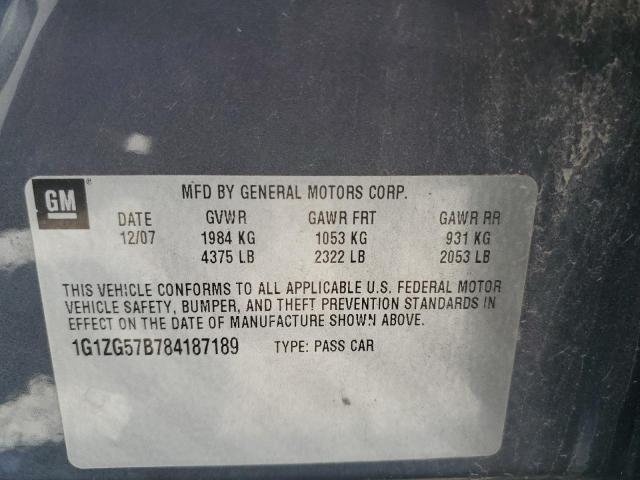 GM ® MFD BY GENERAL MOTORS CORP.
DATE GVWR GAWR FRT GAWR RR
12/07 1984 KG 1053 KG 931 KG
4375 LB 2322 LB 2053 LB
THIS VEHICLE CONFORMS TO ALL APPLICABLE U.S. FEDERAL MOTOR
VEHICLE SAFETY, BUMPER, AND THEFT PREVENTION STANDARDS IN
EFFECT ON THE DATE OF MANUFACTURE SHOWN ABOVE.
1G1ZG57B784187189 TYPE: PASS CAR